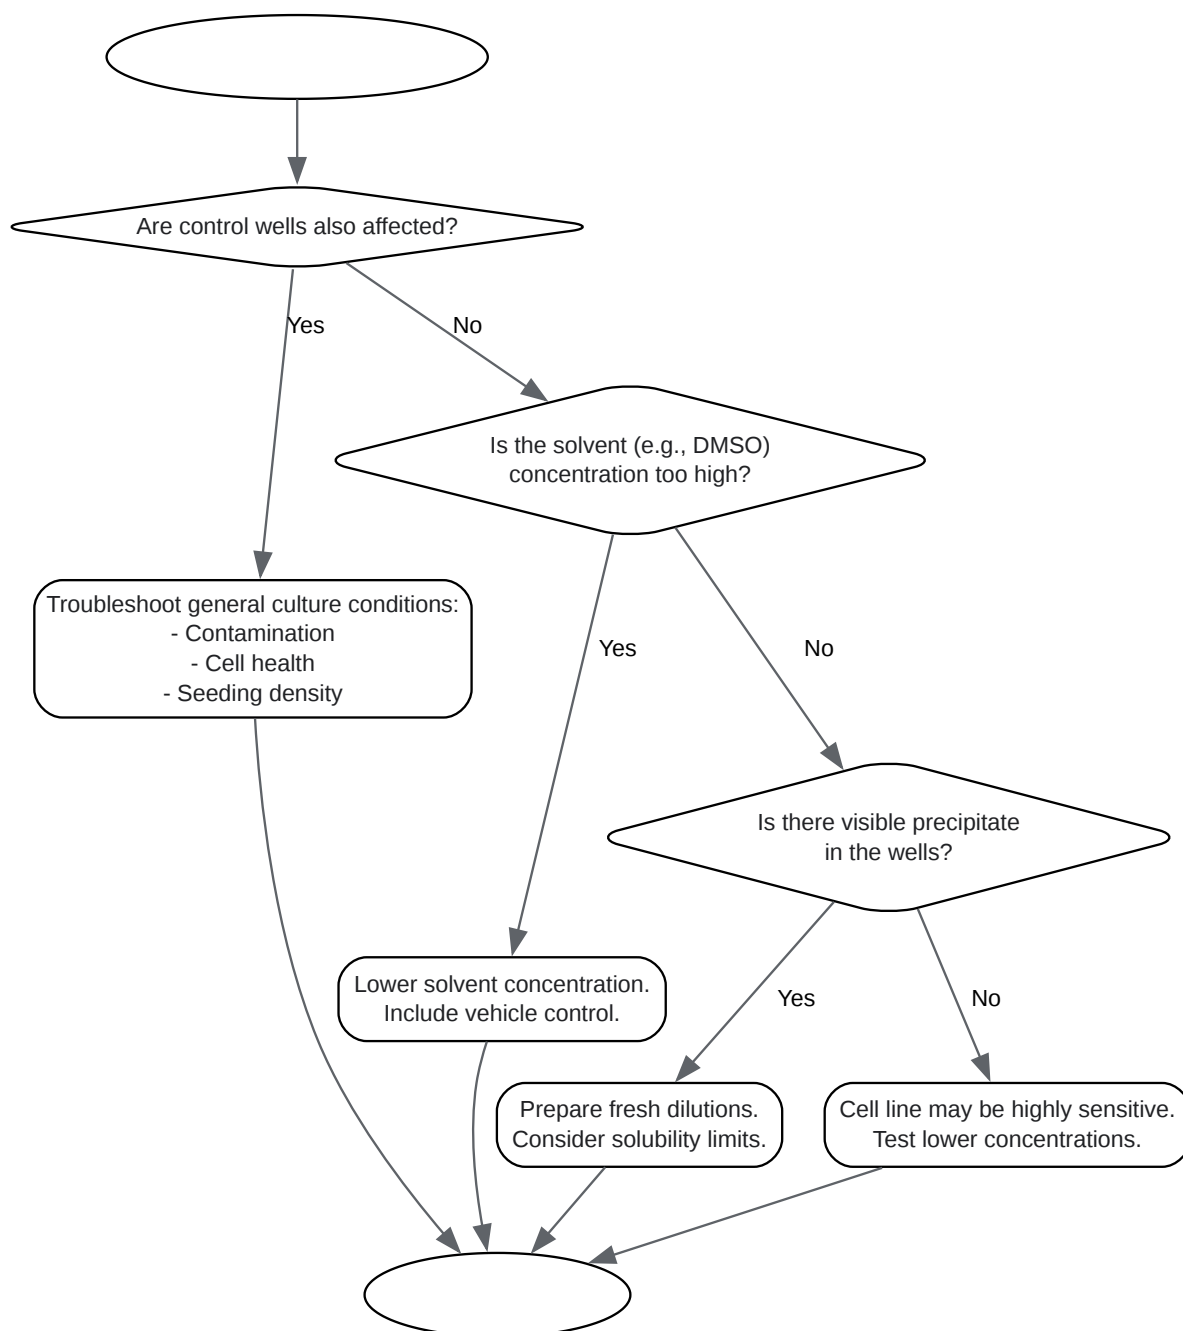 Are control wells also affected?
Yes
No
Is the solvent (e.g., DMSO)
concentration too high?
Troubleshoot general culture conditions:
- Contamination
- Cell health
- Seeding density
Yes
No
Is there visible precipitate
in the wells?
Lower solvent concentration.
Include vehicle control.
Yes
No
Prepare fresh dilutions.
Consider solubility limits.
Cell line may be highly sensitive.
Test lower concentrations.